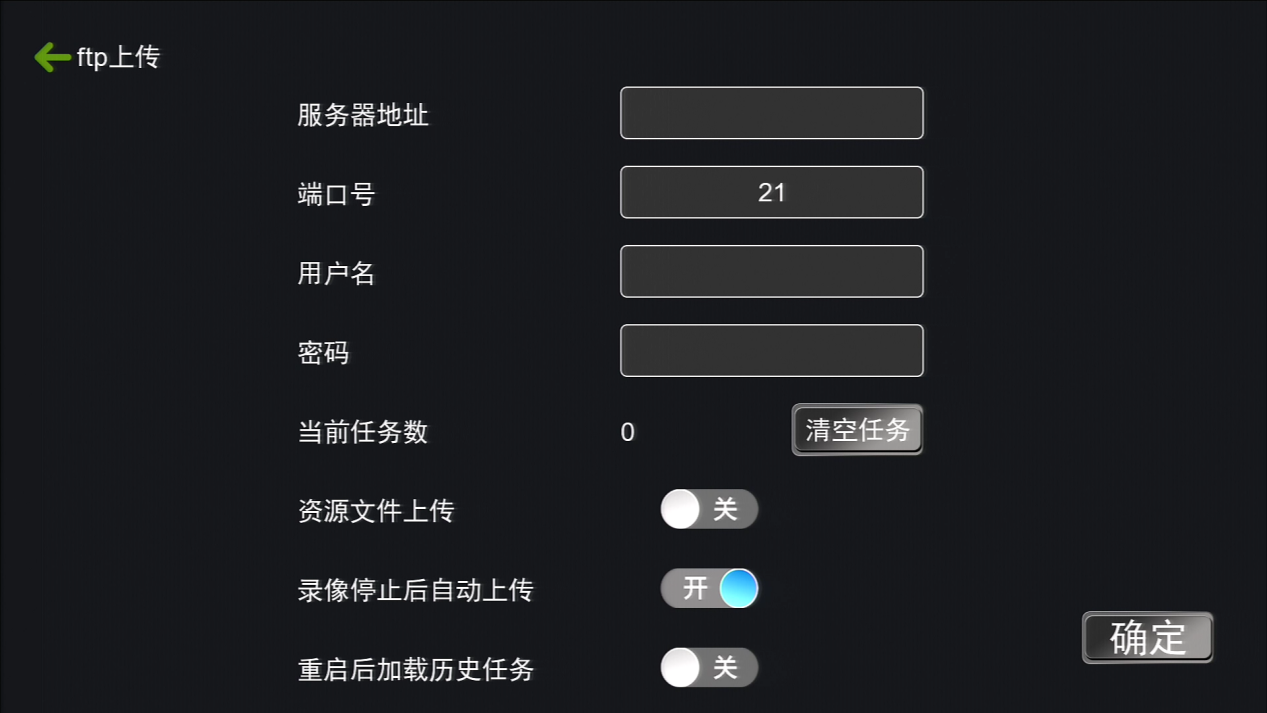 ftp上传
服务器地址
端口号 21
用户名
密码
当前任务数 0 清空任务
资源文件上传 关
录像停止后自动上传 开
确定
重启后加载历史任务 关